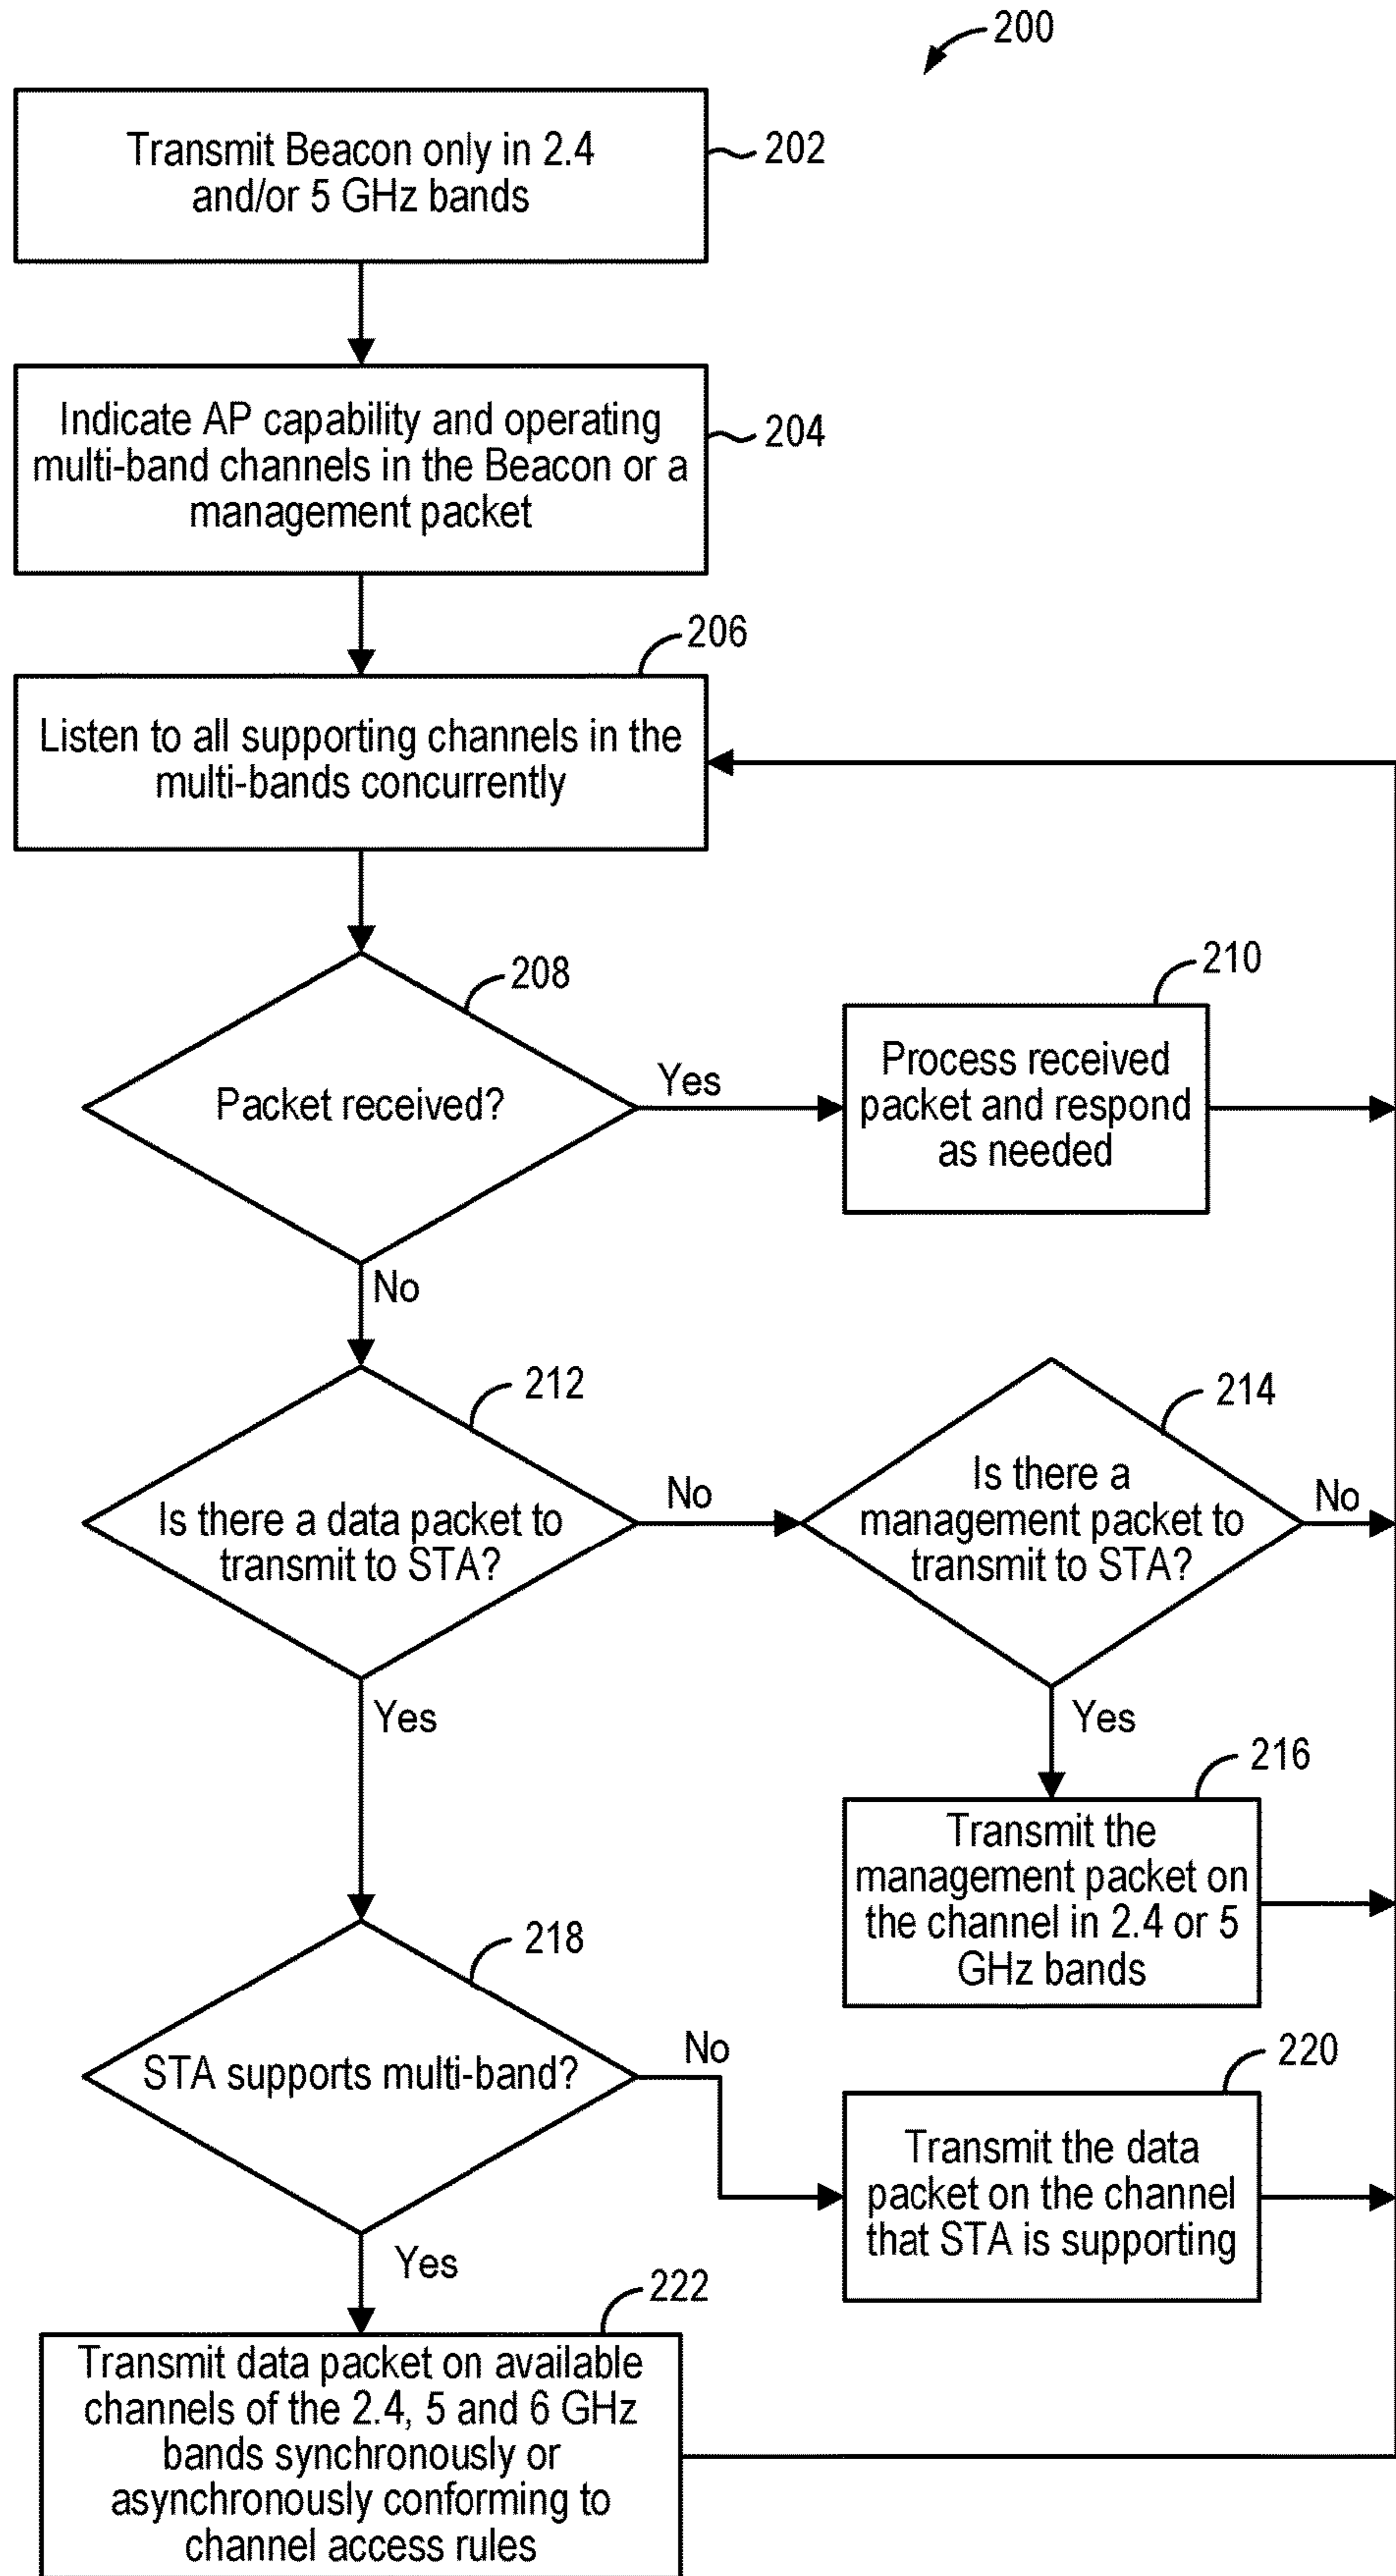 200
Transmit Beacon only in 2.4
and/or 5 GHz bands
202
Indicate AP capability and operating
multi-band channels in the Beacon or a
management packet
204
206
Listen to all supporting channels in the
multi-bands concurrently
208
Packet received?
Yes
210
Process received
packet and respond
as needed
No
212
Is there a data packet to
transmit to STA?
No
214
Is there a
management packet to
transmit to STA?
No
Yes
Yes
216
Transmit the
management packet on
the channel in 2.4 or 5
GHz bands
218
STA supports multi-band?
No
220
Transmit the data
packet on the channel
that STA is supporting
Yes
222
Transmit data packet on available
channels of the 2.4, 5 and 6 GHz
bands synchronously or
asynchronously conforming to
channel access rules